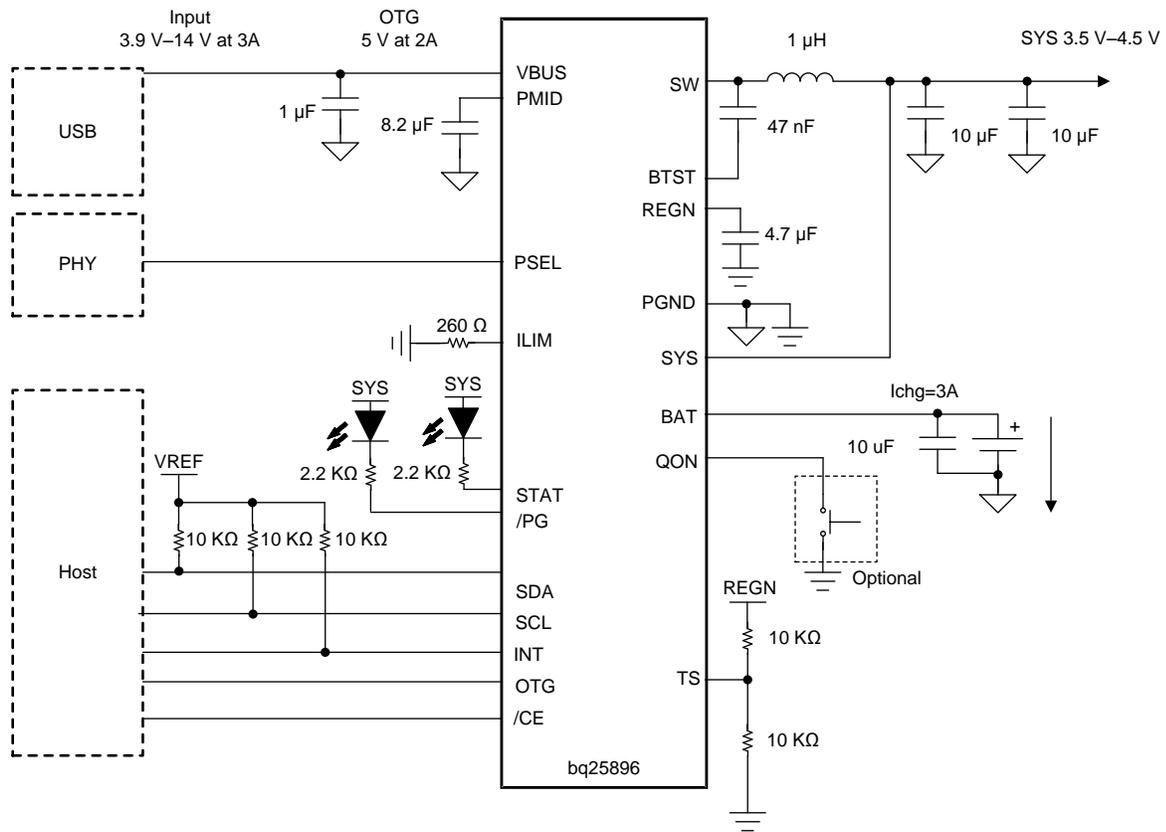 Input
3.9 V–14 V at 3A
OTG
5 V at 2A
1 µH
SYS 3.5 V–4.5 V
USB
VBUS
PMID
1 µF
8.2 µF
SW
47 nF
10 µF
10 µF
BTST
REGN
4.7 µF
PHY
PSEL
PGND
260 Ω
ILIM
SYS
SYS
SYS
Ichg=3A
BAT
+
10 uF
QON
VREF
2.2 KΩ
2.2 KΩ
STAT
/PG
10 KΩ
10 KΩ
10 KΩ
Host
Optional
SDA
REGN
SCL
10 KΩ
INT
TS
OTG
/CE
10 KΩ
bq25896